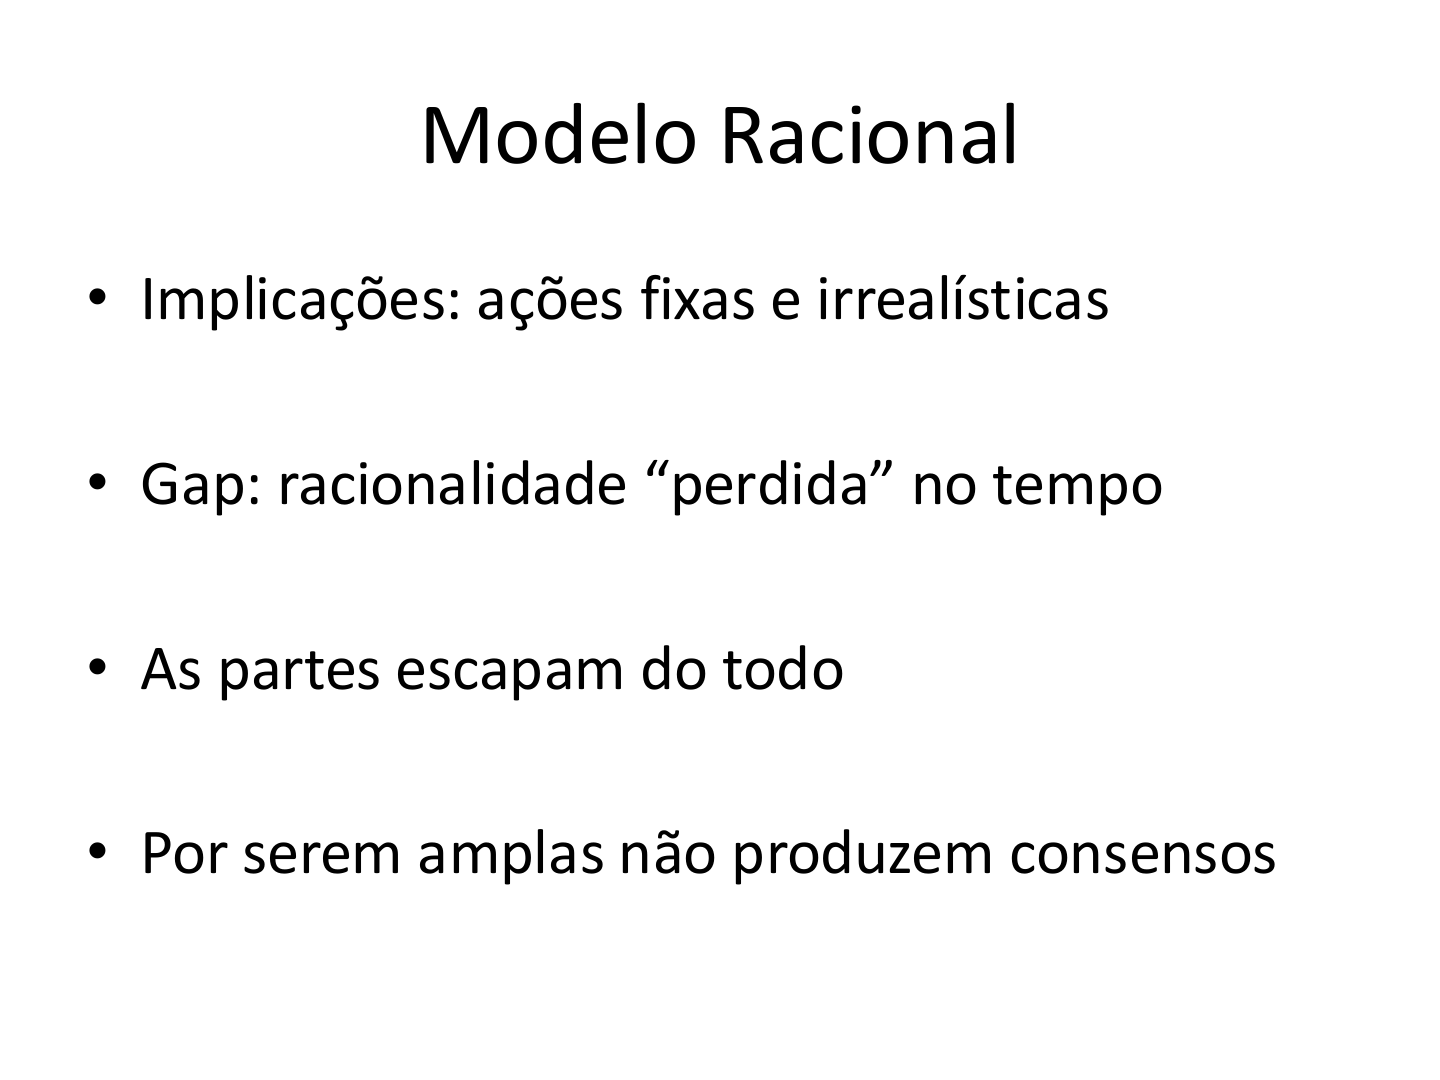 Modelo Racional
• Implicações: ações fixas e irrealísticas
• Gap: racionalidade “perdida” no tempo
• As partes escapam do todo
• Por serem amplas não produzem consensos